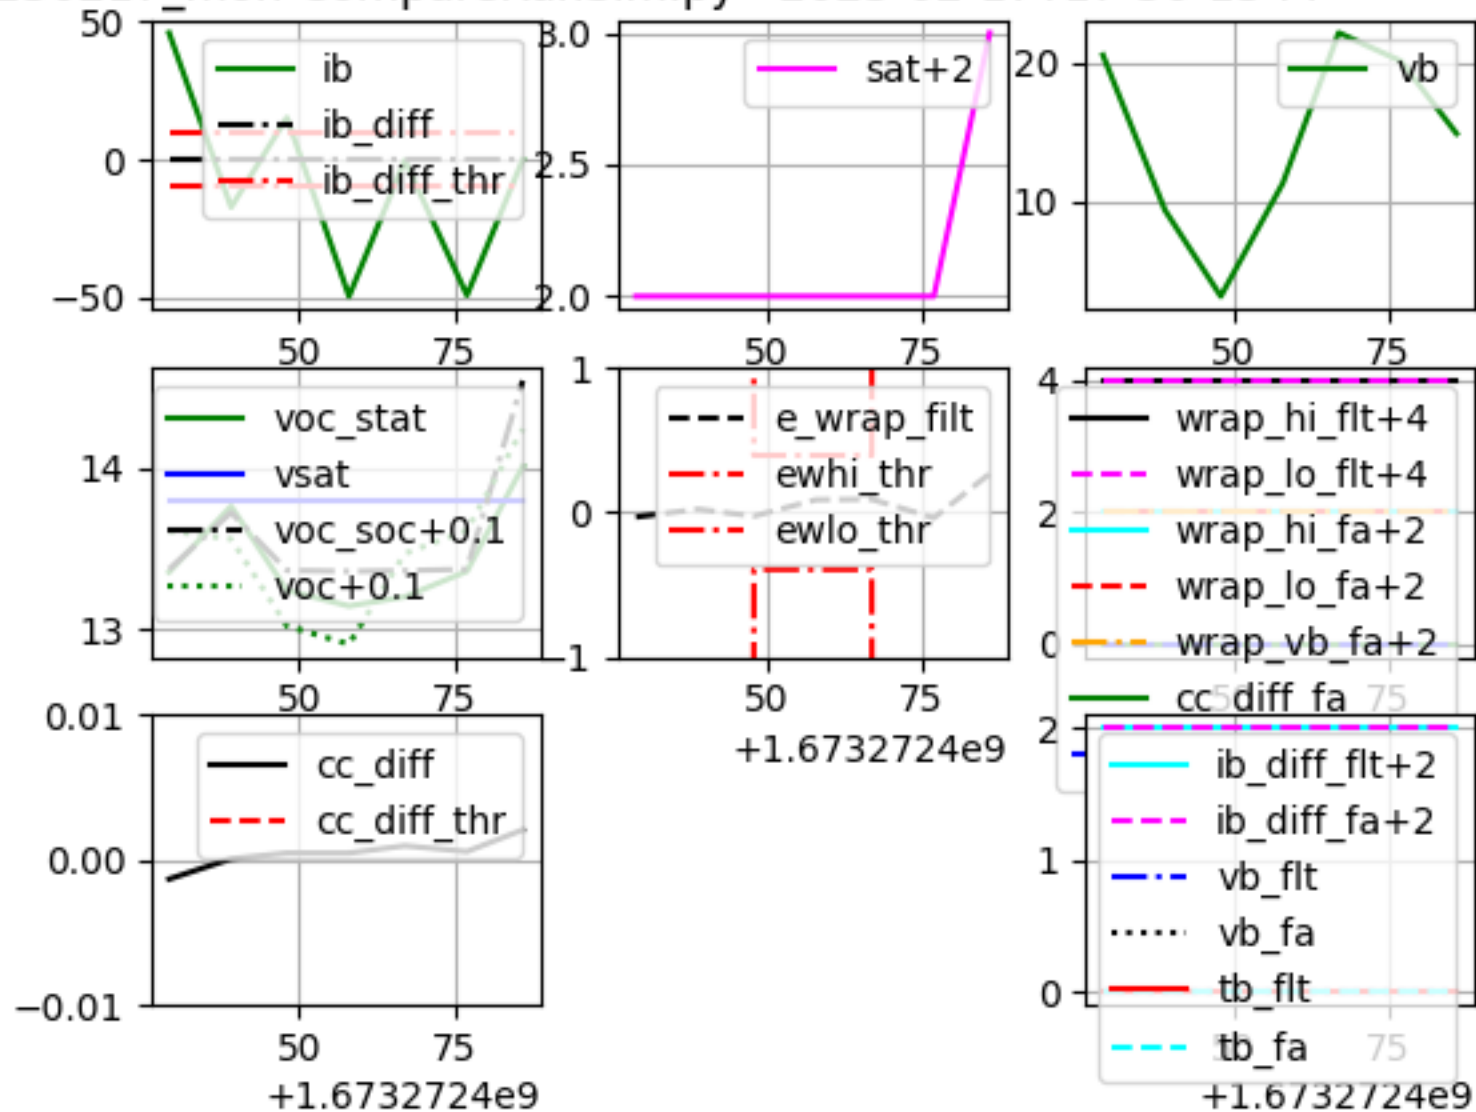 50
0
−50
50
75
ib
ib_diff
ib_diff_thr
3.0
2.5
2.0
50
75
sat+2
20
10
50
75
vb
14
13
50
75
voc_stat
vsat
voc_soc+0.1
voc+0.1
1
0
−1
50
75
+1.6732724e9
e_wrap_filt
ewhi_thr
ewlo_thr
4
2
0
50
75
wrap_hi_flt+4
wrap_lo_flt+4
wrap_hi_fa+2
wrap_lo_fa+2
wrap_vb_fa+2
cc_diff_fa
0.01
0.00
−0.01
50
75
+1.6732724e9
cc_diff
cc_diff_thr
2
1
0
75
+1.6732724e9
ib_diff_flt+2
ib_diff_fa+2
vb_flt
vb_fa
tb_flt
tb_fa